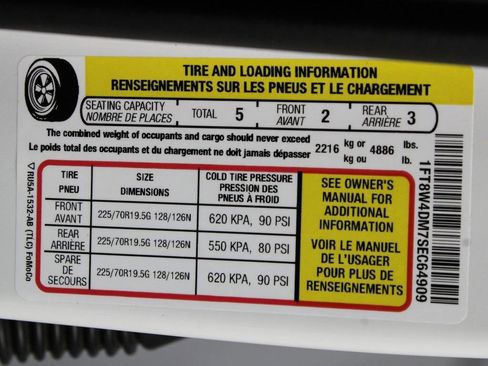 TIRE AND LOADING INFORMATION
RENSEIGNEMENTS SUR LES PNEUS ET LE CHARGEMENT
SEATING CAPACITY
NOMBRE DE PLACES
TOTAL 5
FRONT
AVANT 2
REAR
ARRIÈRE 3
The combined weight of occupants and cargo should never exceed
Le poids total des occupants et du chargement ne doit jamais dépasser
2216 kg or 4886 lbs.
kg ou lb.
TIRE
PNEU
SIZE
DIMENSIONS
COLD TIRE PRESSURE
PRESSION DES
PNEUS À FROID
FRONT
AVANT
225/70R19.5G 128/126N
620 KPA, 90 PSI
REAR
ARRIÈRE
225/70R19.5G 128/126N
550 KPA, 80 PSI
SPARE
DE
SECOURS
225/70R19.5G 128/126N
620 KPA, 90 PSI
SEE OWNER'S
MANUAL FOR
ADDITIONAL
INFORMATION
VOIR LE MANUEL
DE L'USAGER
POUR PLUS DE
RENSEIGNEMENTS
RU5A-1532-AB (TLC) FoMoCo
1FT8W4DM7SEC64909